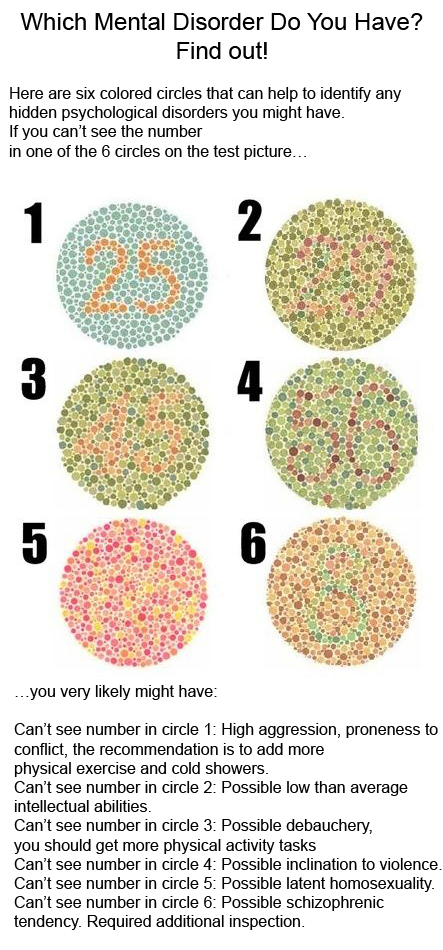 Which Mental Disorder Do You Have?
Find out!
Here are six colored circles that can help to identify any
hidden psychological disorders you might have.
If you can't see the number
in one of the 6 circles on the test picture…
1
25
2
29
3
45
4
56
5
6
8
…you very likely might have:
Can't see number in circle 1: High aggression, proneness to
conflict, the recommendation is to add more
physical exercise and cold showers.
Can't see number in circle 2: Possible low than average
intellectual abilities.
Can't see number in circle 3: Possible debauchery,
you should get more physical activity tasks
Can't see number in circle 4: Possible inclination to violence.
Can't see number in circle 5: Possible latent homosexuality.
Can't see number in circle 6: Possible schizophrenic
tendency. Required additional inspection.